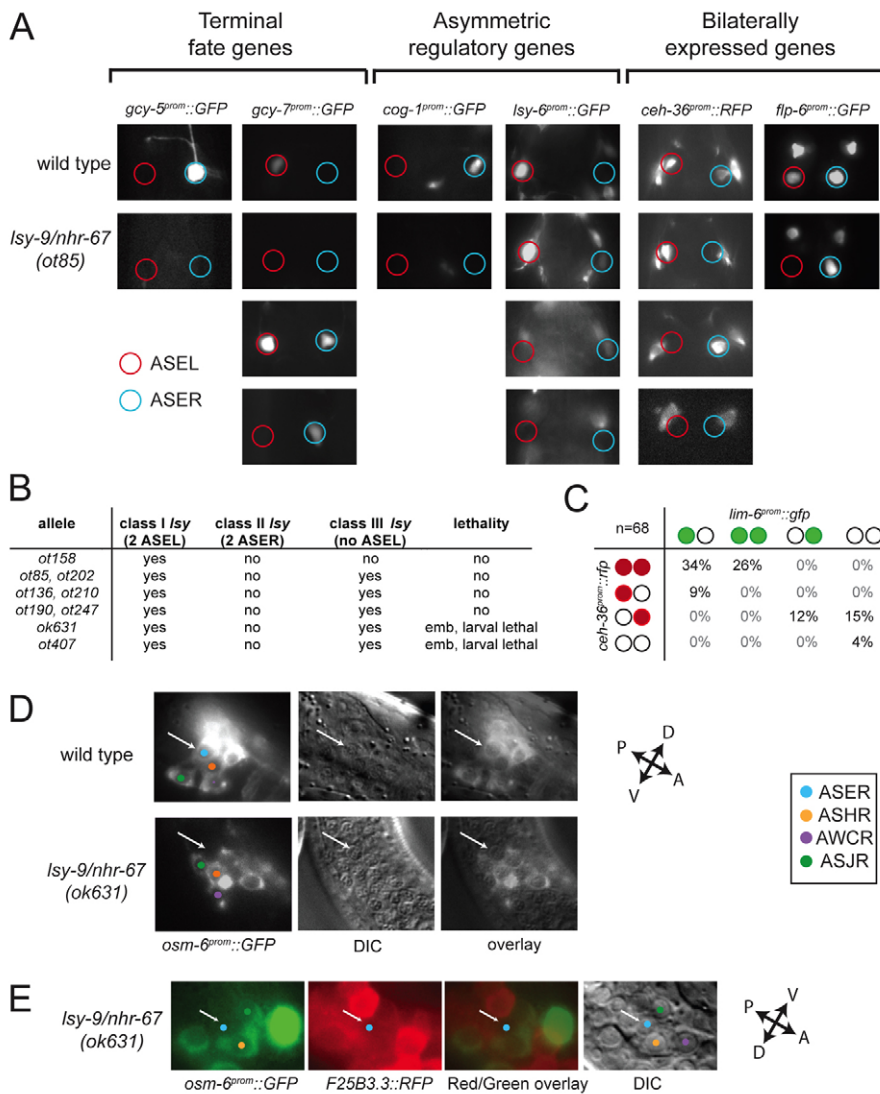 A
Terminal
fate genes
Asymmetric
regulatory genes
Bilaterally
expressed genes
gcy-5prom::GFP gcy-7prom::GFP cog-1prom::GFP lsy-6prom::GFP ceh-36prom::RFP flp-6prom::GFP
wild type
lsy-9/nhr-67
(ot85)
ASEL
ASER
B
allele class I lsy (2 ASEL) class II lsy (2 ASER) class III lsy (no ASEL) lethality
ot158 yes no no no
ot85, ot202 yes no yes no
ot136, ot210 yes no yes no
ot190, ot247 yes no yes no
ok631 yes no yes emb, larval lethal
ot407 yes no yes emb, larval lethal
C
n=68
lim-6prom::gfp
ceh-36prom::rfp
34% 26% 0% 0%
9% 0% 0% 0%
0% 0% 12% 15%
0% 0% 0% 4%
D
wild type
lsy-9/nhr-67
(ok631)
osm-6prom::GFP DIC overlay
P D
V A
ASER
ASHR
AWCR
ASJR
E
lsy-9/nhr-67
(ok631)
osm-6prom::GFP F25B3.3::RFP Red/Green overlay DIC
P V
D A